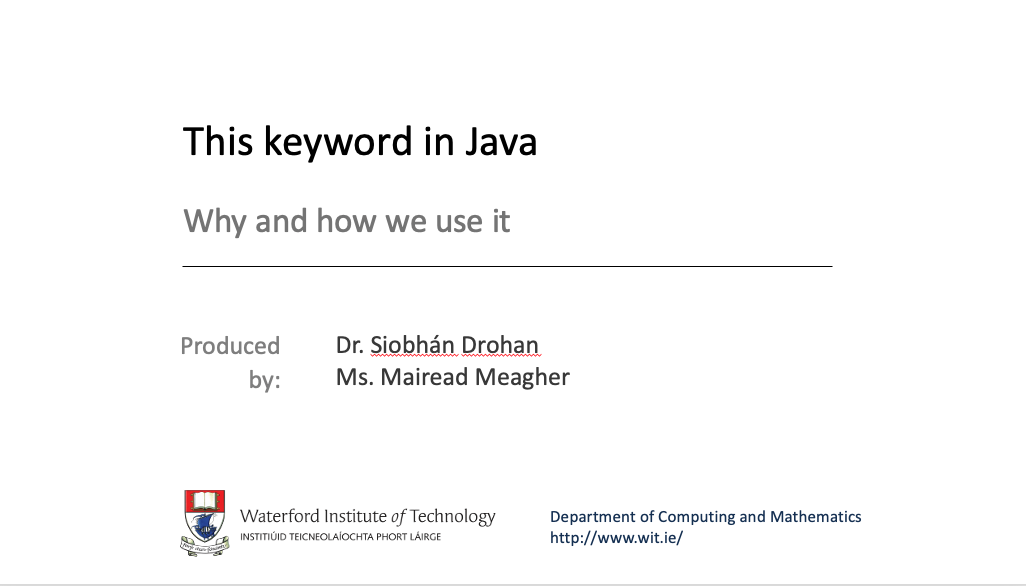 This keyword in Java
Why and how we use it
Produced
by:
Dr. Siobhán Drohan
Ms. Mairead Meagher
Waterford Institute of Technology
INSTITIÚID TEICNEOLAÍOCHTA PHORT LÁIRGE
Department of Computing and Mathematics
http://www.wit.ie/